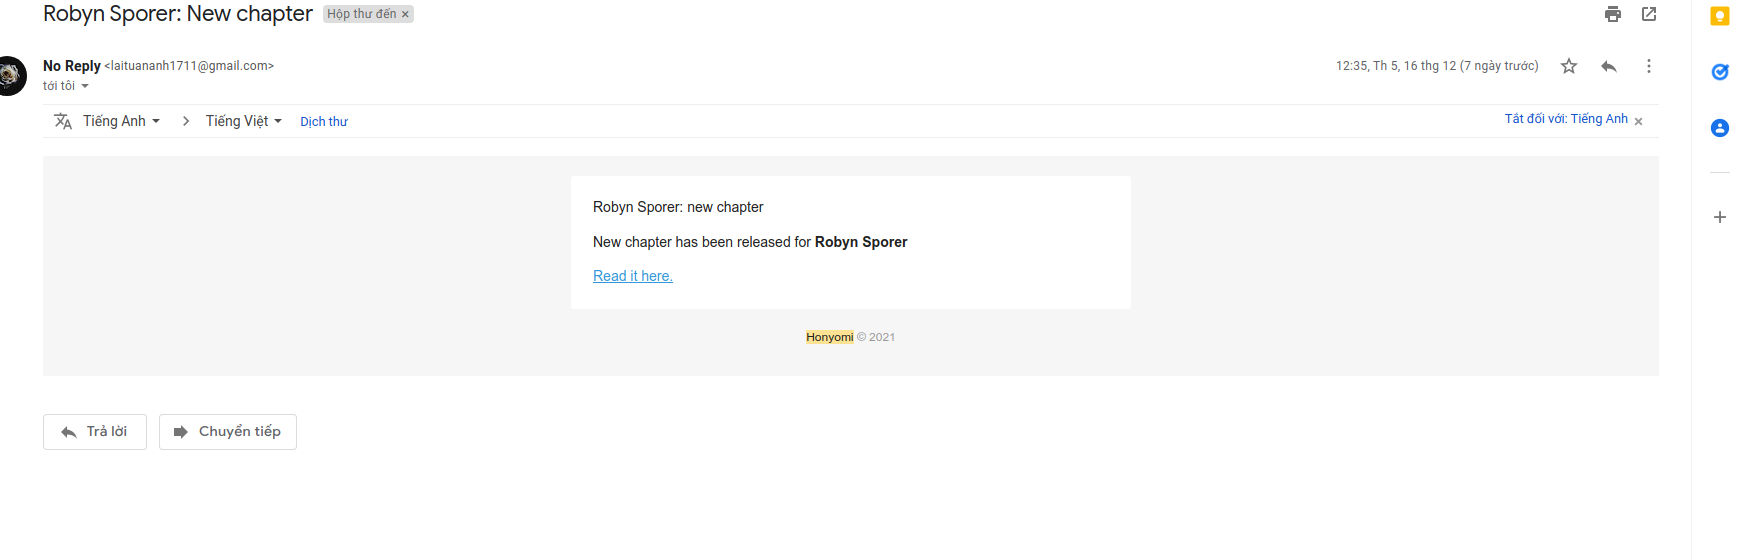 Robyn Sporer: New chapter Hộp thư đến ×
No Reply <laituananh1711@gmail.com> 12:35, Th 5, 16 thg 12 (7 ngày trước)
tới tôi
Tiếng Anh Tiếng Việt Dịch thư Tắt đối với: Tiếng Anh ×
Robyn Sporer: new chapter
New chapter has been released for Robyn Sporer
Read it here.
Honyomi © 2021
Trả lời Chuyển tiếp